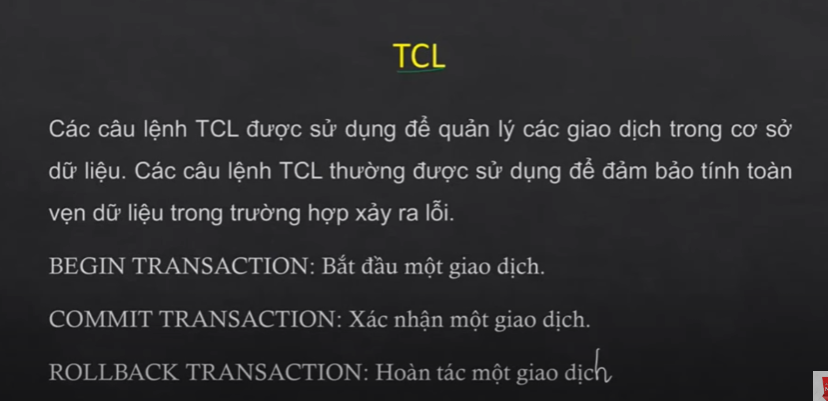 TCL
Các câu lệnh TCL được sử dụng để quản lý các giao dịch trong cơ sở
dữ liệu. Các câu lệnh TCL thường được sử dụng để đảm bảo tính toàn
vẹn dữ liệu trong trường hợp xảy ra lỗi.
BEGIN TRANSACTION: Bắt đầu một giao dịch.
COMMIT TRANSACTION: Xác nhận một giao dịch.
ROLLBACK TRANSACTION: Hoàn tác một giao dịch